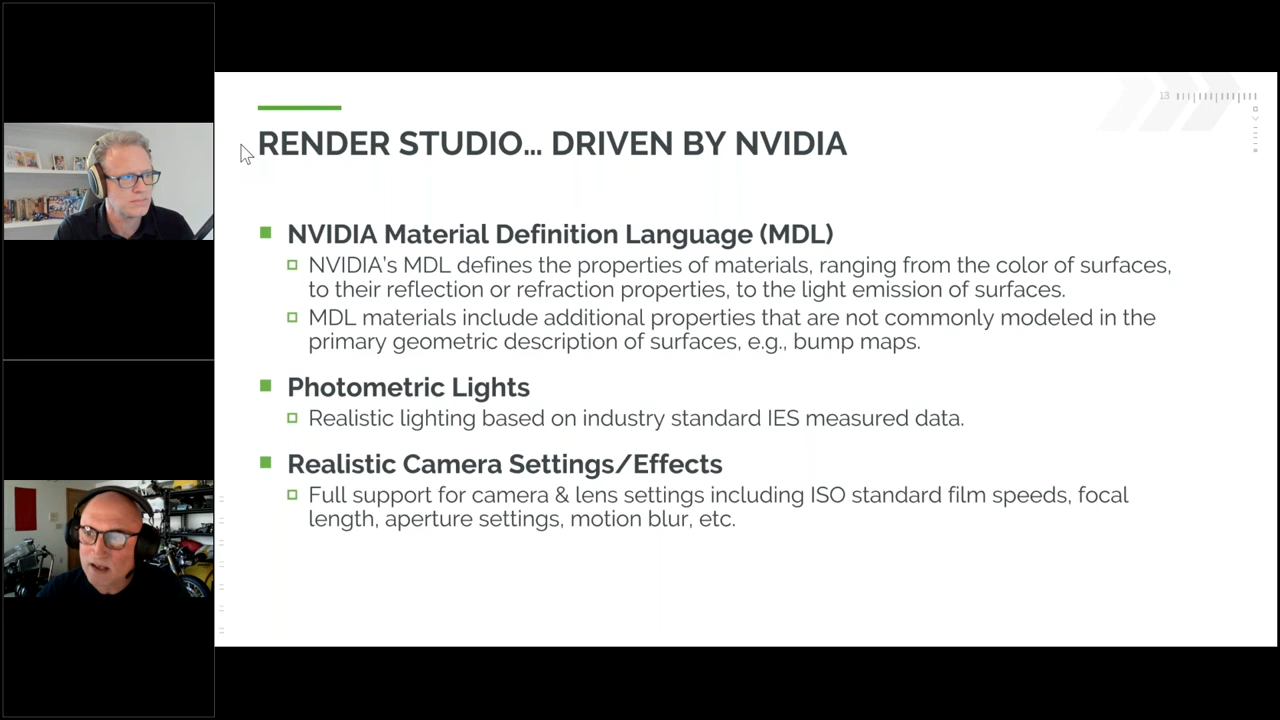 13
RENDER STUDIO... DRIVEN BY NVIDIA
NVIDIA Material Definition Language (MDL)
NVIDIA's MDL defines the properties of materials, ranging from the color of surfaces,
to their reflection or refraction properties, to the light emission of surfaces.
MDL materials include additional properties that are not commonly modeled in the
primary geometric description of surfaces, e.g., bump maps.
Photometric Lights
Realistic lighting based on industry standard IES measured data.
Realistic Camera Settings/Effects
Full support for camera & lens settings including ISO standard film speeds, focal
length, aperture settings, motion blur, etc.